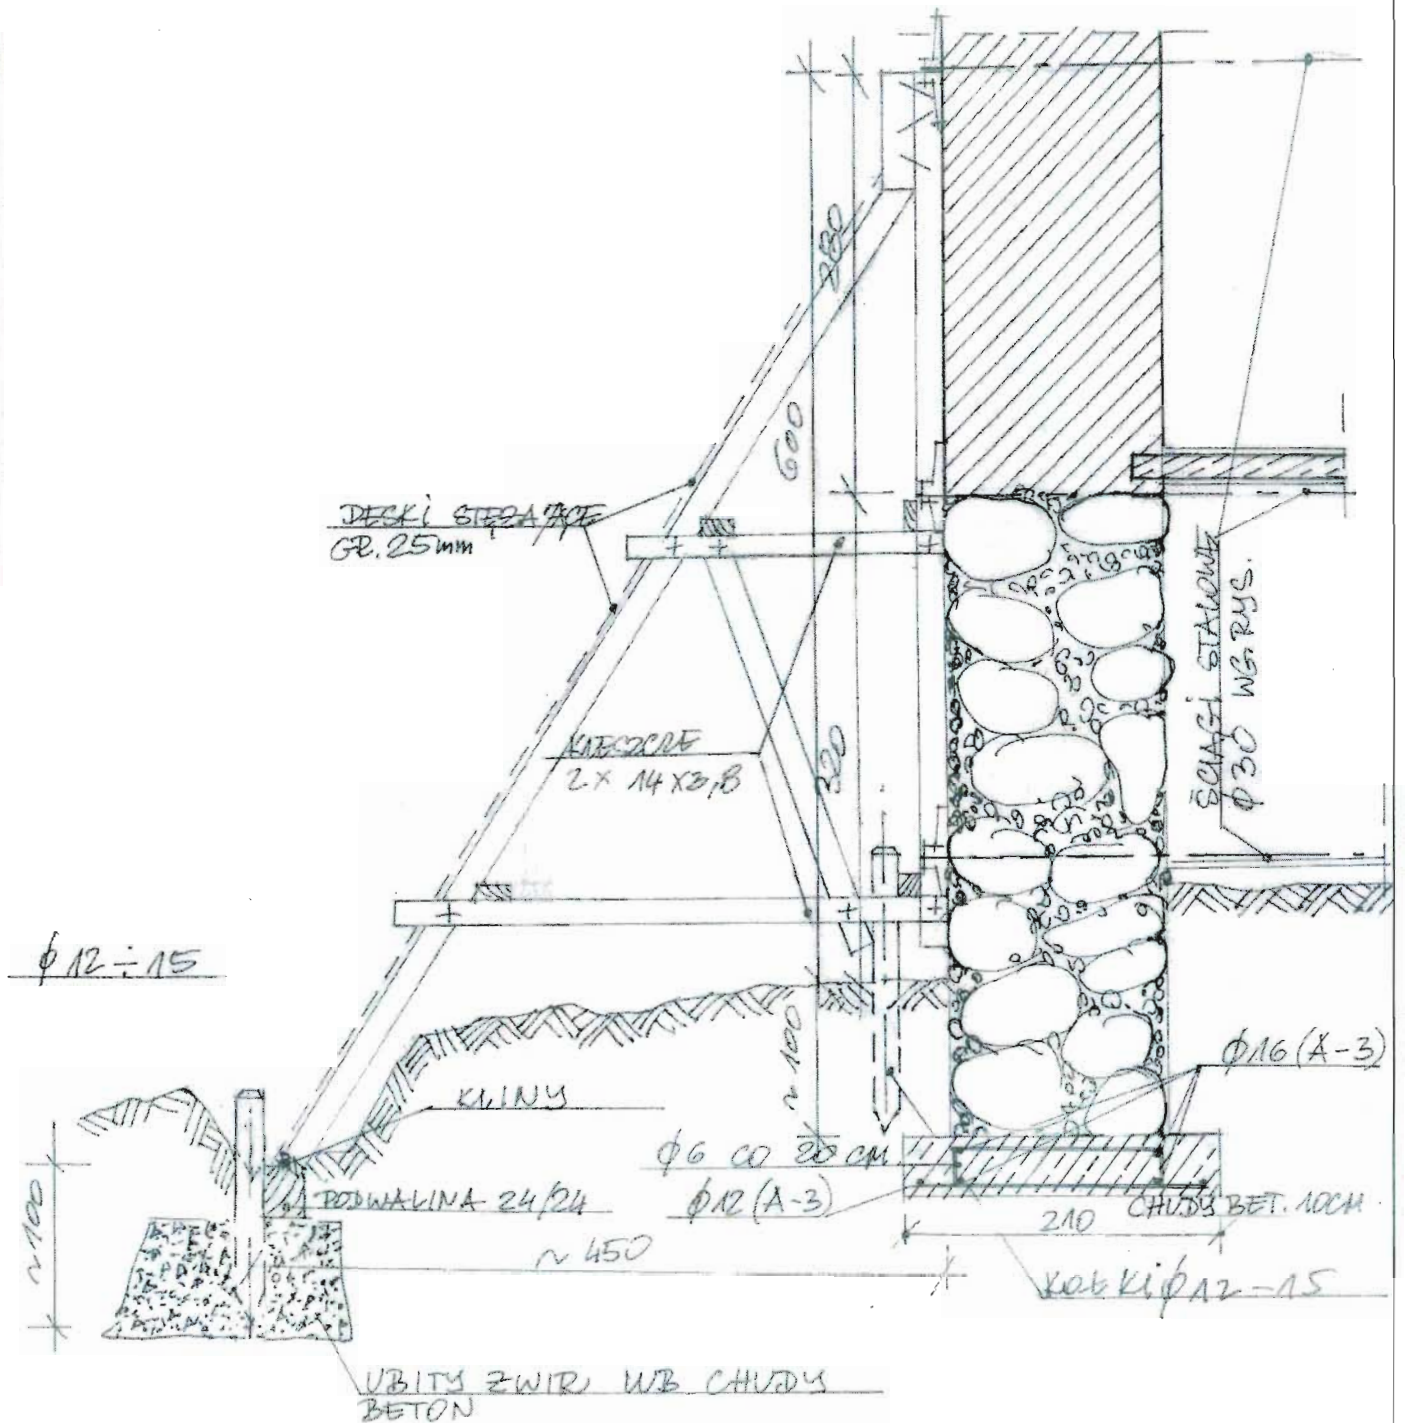 280
600
DESKI STĘŻAJĄCE
GR. 25mm
ŚCIĄGI STALOWE
φ30 WG. RYS.
KLESZCZE
2 x 14 x 3,8
320
φ 12 ÷ 15
~ 100
φ16 (A-3)
KLINY
φ6 CO 20 CM
PODWALINA 24/24
φ12 (A-3)
CHUDY BET. 10CM
~100
210
~ 450
KOŁKI φ12-15
UBITY ŻWIR LUB CHUDY
BETON